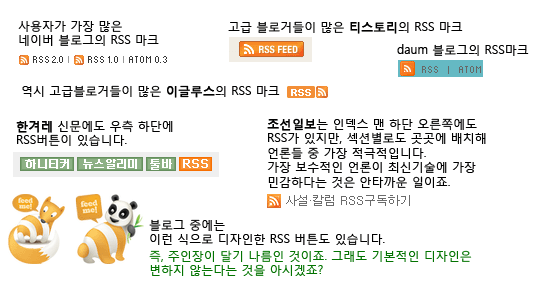 사용자가 가장 많은
네이버 블로그의 RSS 마크
RSS 2.0 | RSS 1.0 | ATOM 0.3
고급 블로거들이 많은 티스토리의 RSS 마크
RSS FEED
daum 블로그의 RSS마크
RSS | ATOM
역시 고급블로거들이 많은 이글루스의 RSS 마크
RSS
한겨레 신문에도 우측 하단에
RSS버튼이 있습니다.
하니티커 뉴스알리미 툴바 RSS
조선일보는 인덱스 맨 하단 오른쪽에도
RSS가 있지만, 섹션별로도 곳곳에 배치해
언론들 중 가장 적극적입니다.
가장 보수적인 언론이 최신기술에 가장
민감하다는 것은 안타까운 일이죠.
사설·칼럼 RSS구독하기
feed me!
feed me!
블로그 중에는
이런 식으로 디자인한 RSS 버튼도 있습니다.
즉, 주인장이 달기 나름인 것이죠. 그래도 기본적인 디자인은
변하지 않는다는 것을 아시겠죠?